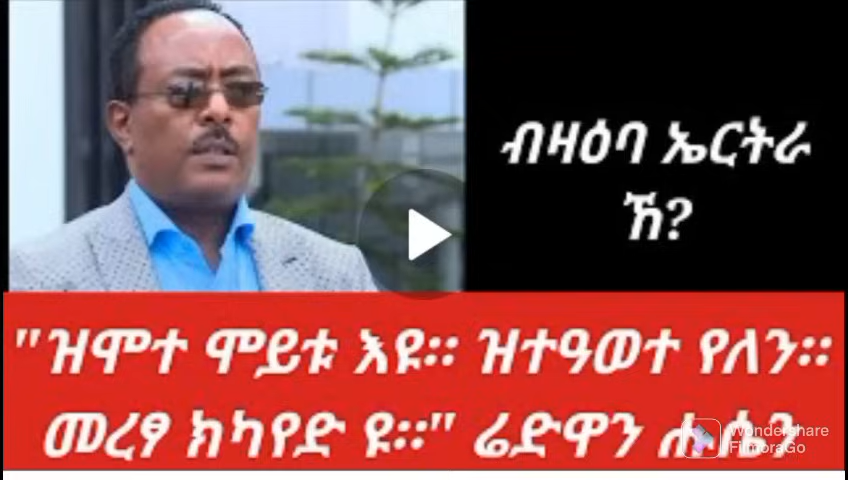 ብዛዕባ ኤርትራ
ኸ?
"ዝሞተ ሞይቱ እዩ። ዝተዓወተ የለን።
መረፃ ክካየድ ዩ።" ሬድዋን
Wondershare
FilmoraGo